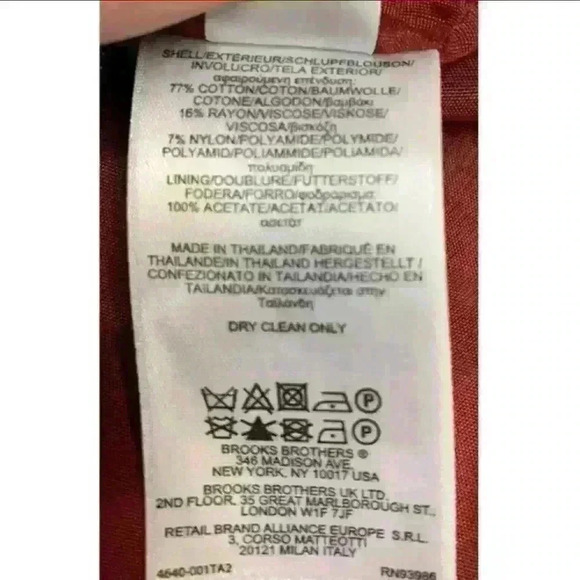 SHELL/EXTÉRIEUR/SCHLUPFBLOUSON/
INVOLUCRO/TELA EXTERIOR/
αφαιρούμενη επένδυση:
77% COTTON/COTON/BAUMWOLLE/
COTONE/ALGODON/βαμβάκι
16% RAYON/VISCOSE/VISKOSE/
VISCOSA/βισκόζη
7% NYLON/POLYAMIDE/POLYMIDE/
POLYAMID/POLIAMMIDE/POLIAMIDA/
πολυαμίδη
LINING/DOUBLURE/FUTTERSTOFF/
FODERA/FORRO/φοδράρισμα
100% ACETATE/ACETAT/ACETATO/
ασετάτ
MADE IN THAILAND/FABRIQUÉ EN
THAILANDE/IN THAILAND HERGESTELLT /
CONFEZIONATO IN TAILANDIA/HECHO EN
TAILANDIA/Κατασκευάζεται στην
Ταϊλάνδη
DRY CLEAN ONLY
P
P
BROOKS BROTHERS ®
346 MADISON AVE.
NEW YORK, NY 10017 USA
BROOKS BROTHERS UK LTD.
2ND FLOOR, 35 GREAT MARLBOROUGH ST.,
LONDON W1F 7JF
RETAIL BRAND ALLIANCE EUROPE S.R.L.
3, CORSO MATTEOTTI
20121 MILAN ITALY
4640-001TA2 RN93986